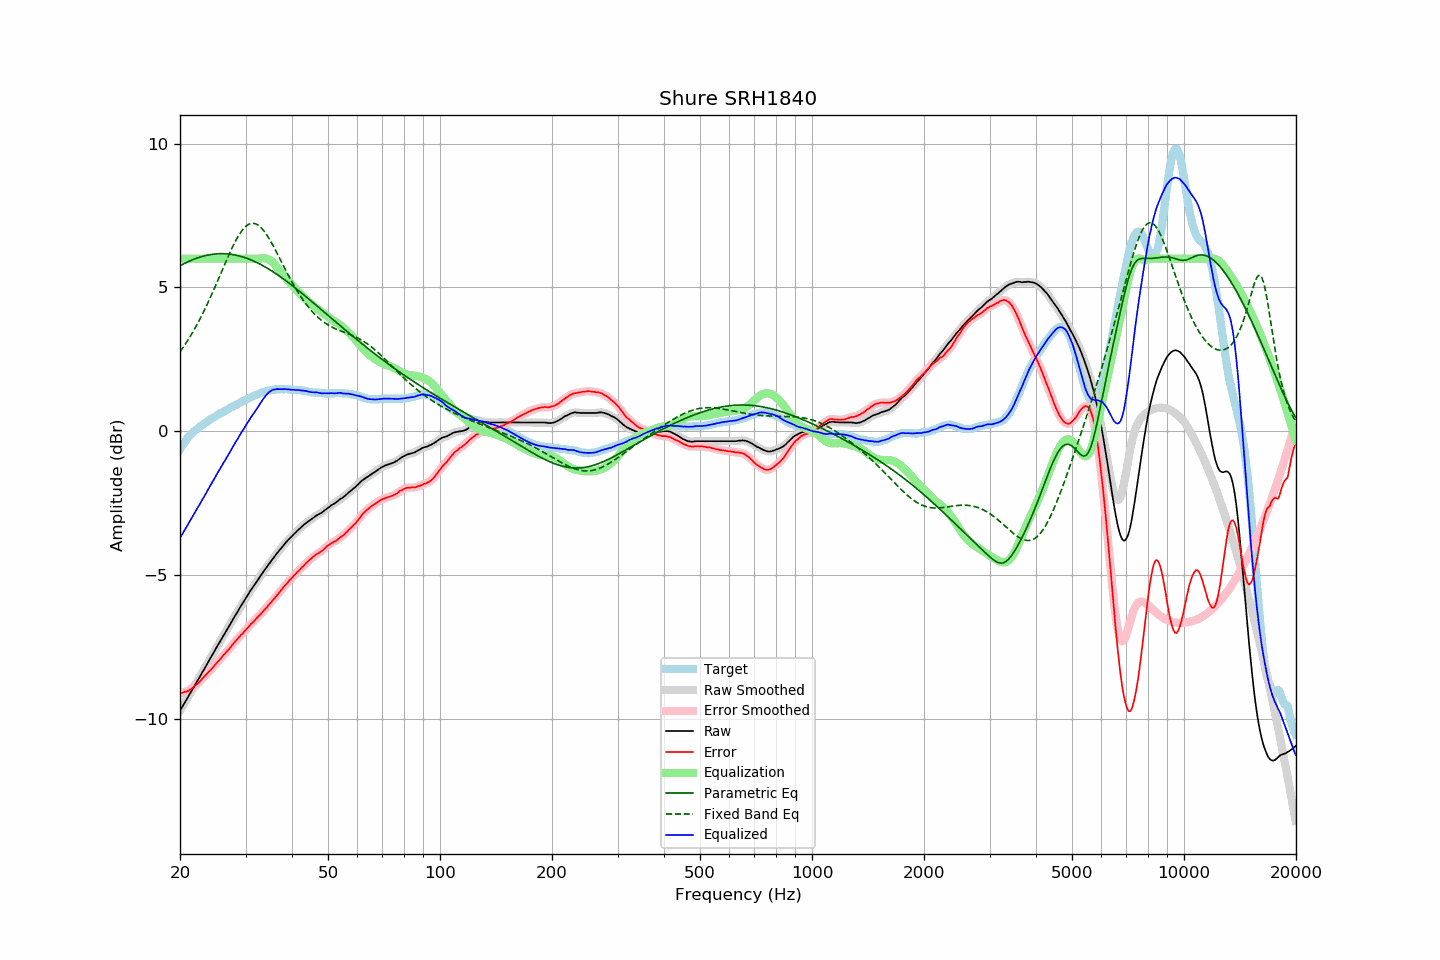 Shure SRH1840
10
5
0
−5
−10
Amplitude (dBr)
Target
Raw Smoothed
Error Smoothed
Raw
Error
Equalization
Parametric Eq
Fixed Band Eq
Equalized
20 50 100 200 500 1000 2000 5000 10000 20000
Frequency (Hz)